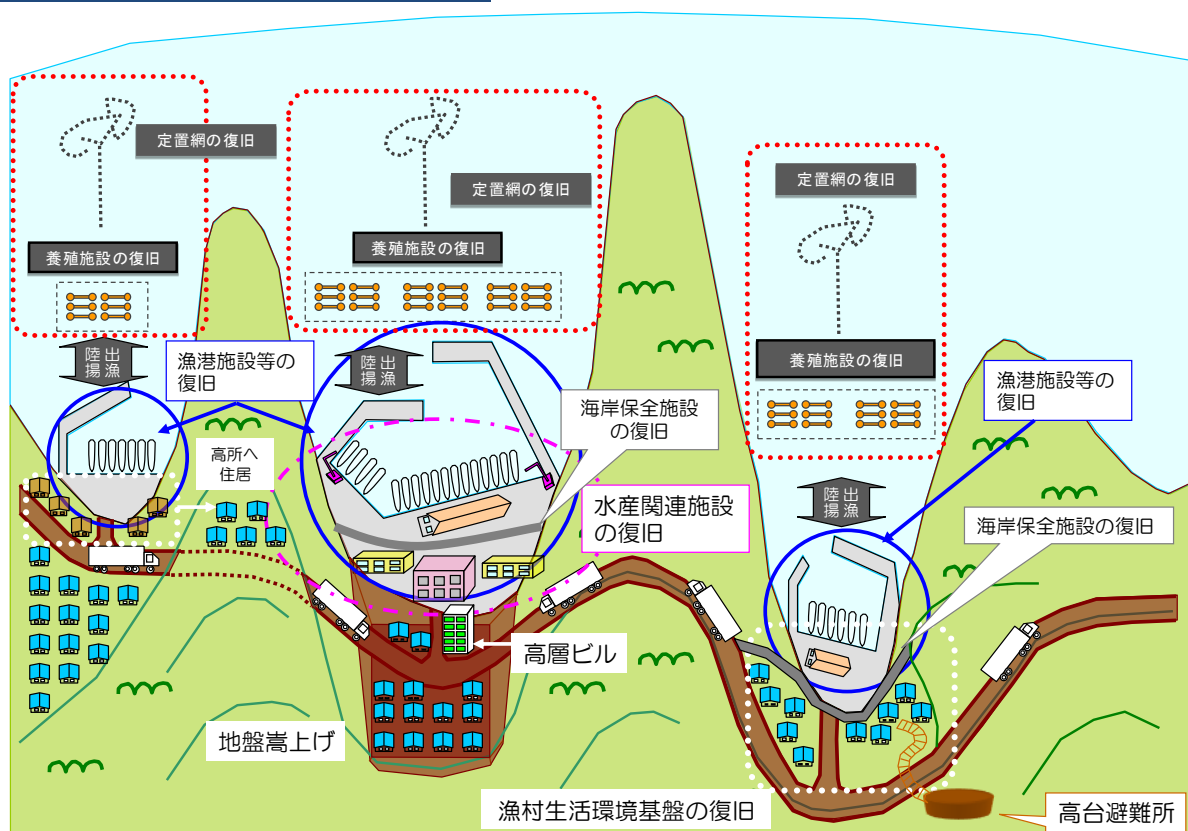 定置網の復旧
定置網の復旧
定置網の復旧
養殖施設の復旧
養殖施設の復旧
養殖施設の復旧
陸揚
出漁
陸揚
出漁
陸揚
出漁
漁港施設等の
復旧
漁港施設等の
復旧
海岸保全施設
の復旧
高所へ
住居
水産関連施設
の復旧
海岸保全施設の復旧
高層ビル
地盤嵩上げ
漁村生活環境基盤の復旧
高台避難所